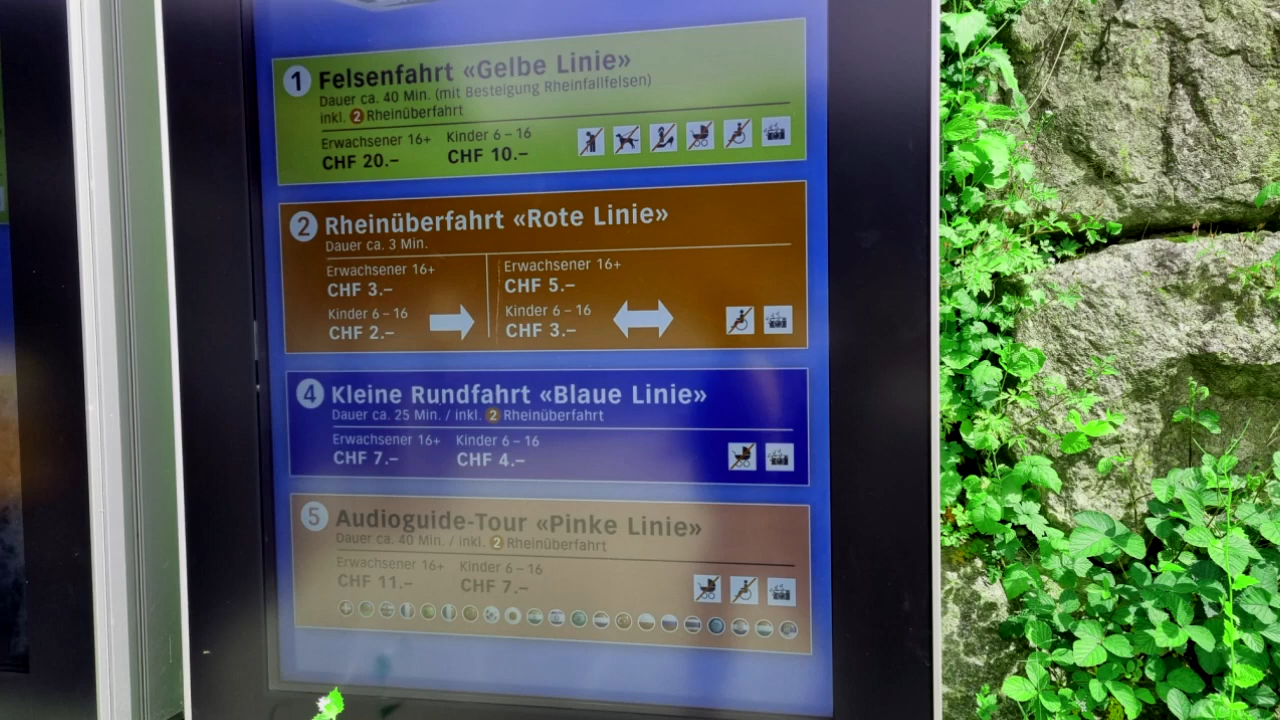 1 Felsenfahrt «Gelbe Linie»
Dauer ca. 40 Min. (mit Besteigung Rheinfallfelsen)
inkl. 2 Rheinüberfahrt
Erwachsener 16+ Kinder 6 – 16
CHF 20.– CHF 10.–
2 Rheinüberfahrt «Rote Linie»
Dauer ca. 3 Min.
Erwachsener 16+
CHF 3.–
Kinder 6 – 16
CHF 2.–
Erwachsener 16+
CHF 5.–
Kinder 6 – 16
CHF 3.–
4 Kleine Rundfahrt «Blaue Linie»
Dauer ca. 25 Min. / inkl. 2 Rheinüberfahrt
Erwachsener 16+ Kinder 6 – 16
CHF 7.– CHF 4.–
5 Audioguide-Tour «Pinke Linie»
Dauer ca. 40 Min. / inkl. 2 Rheinüberfahrt
Erwachsener 16+ Kinder 6 – 16
CHF 11.– CHF 7.–